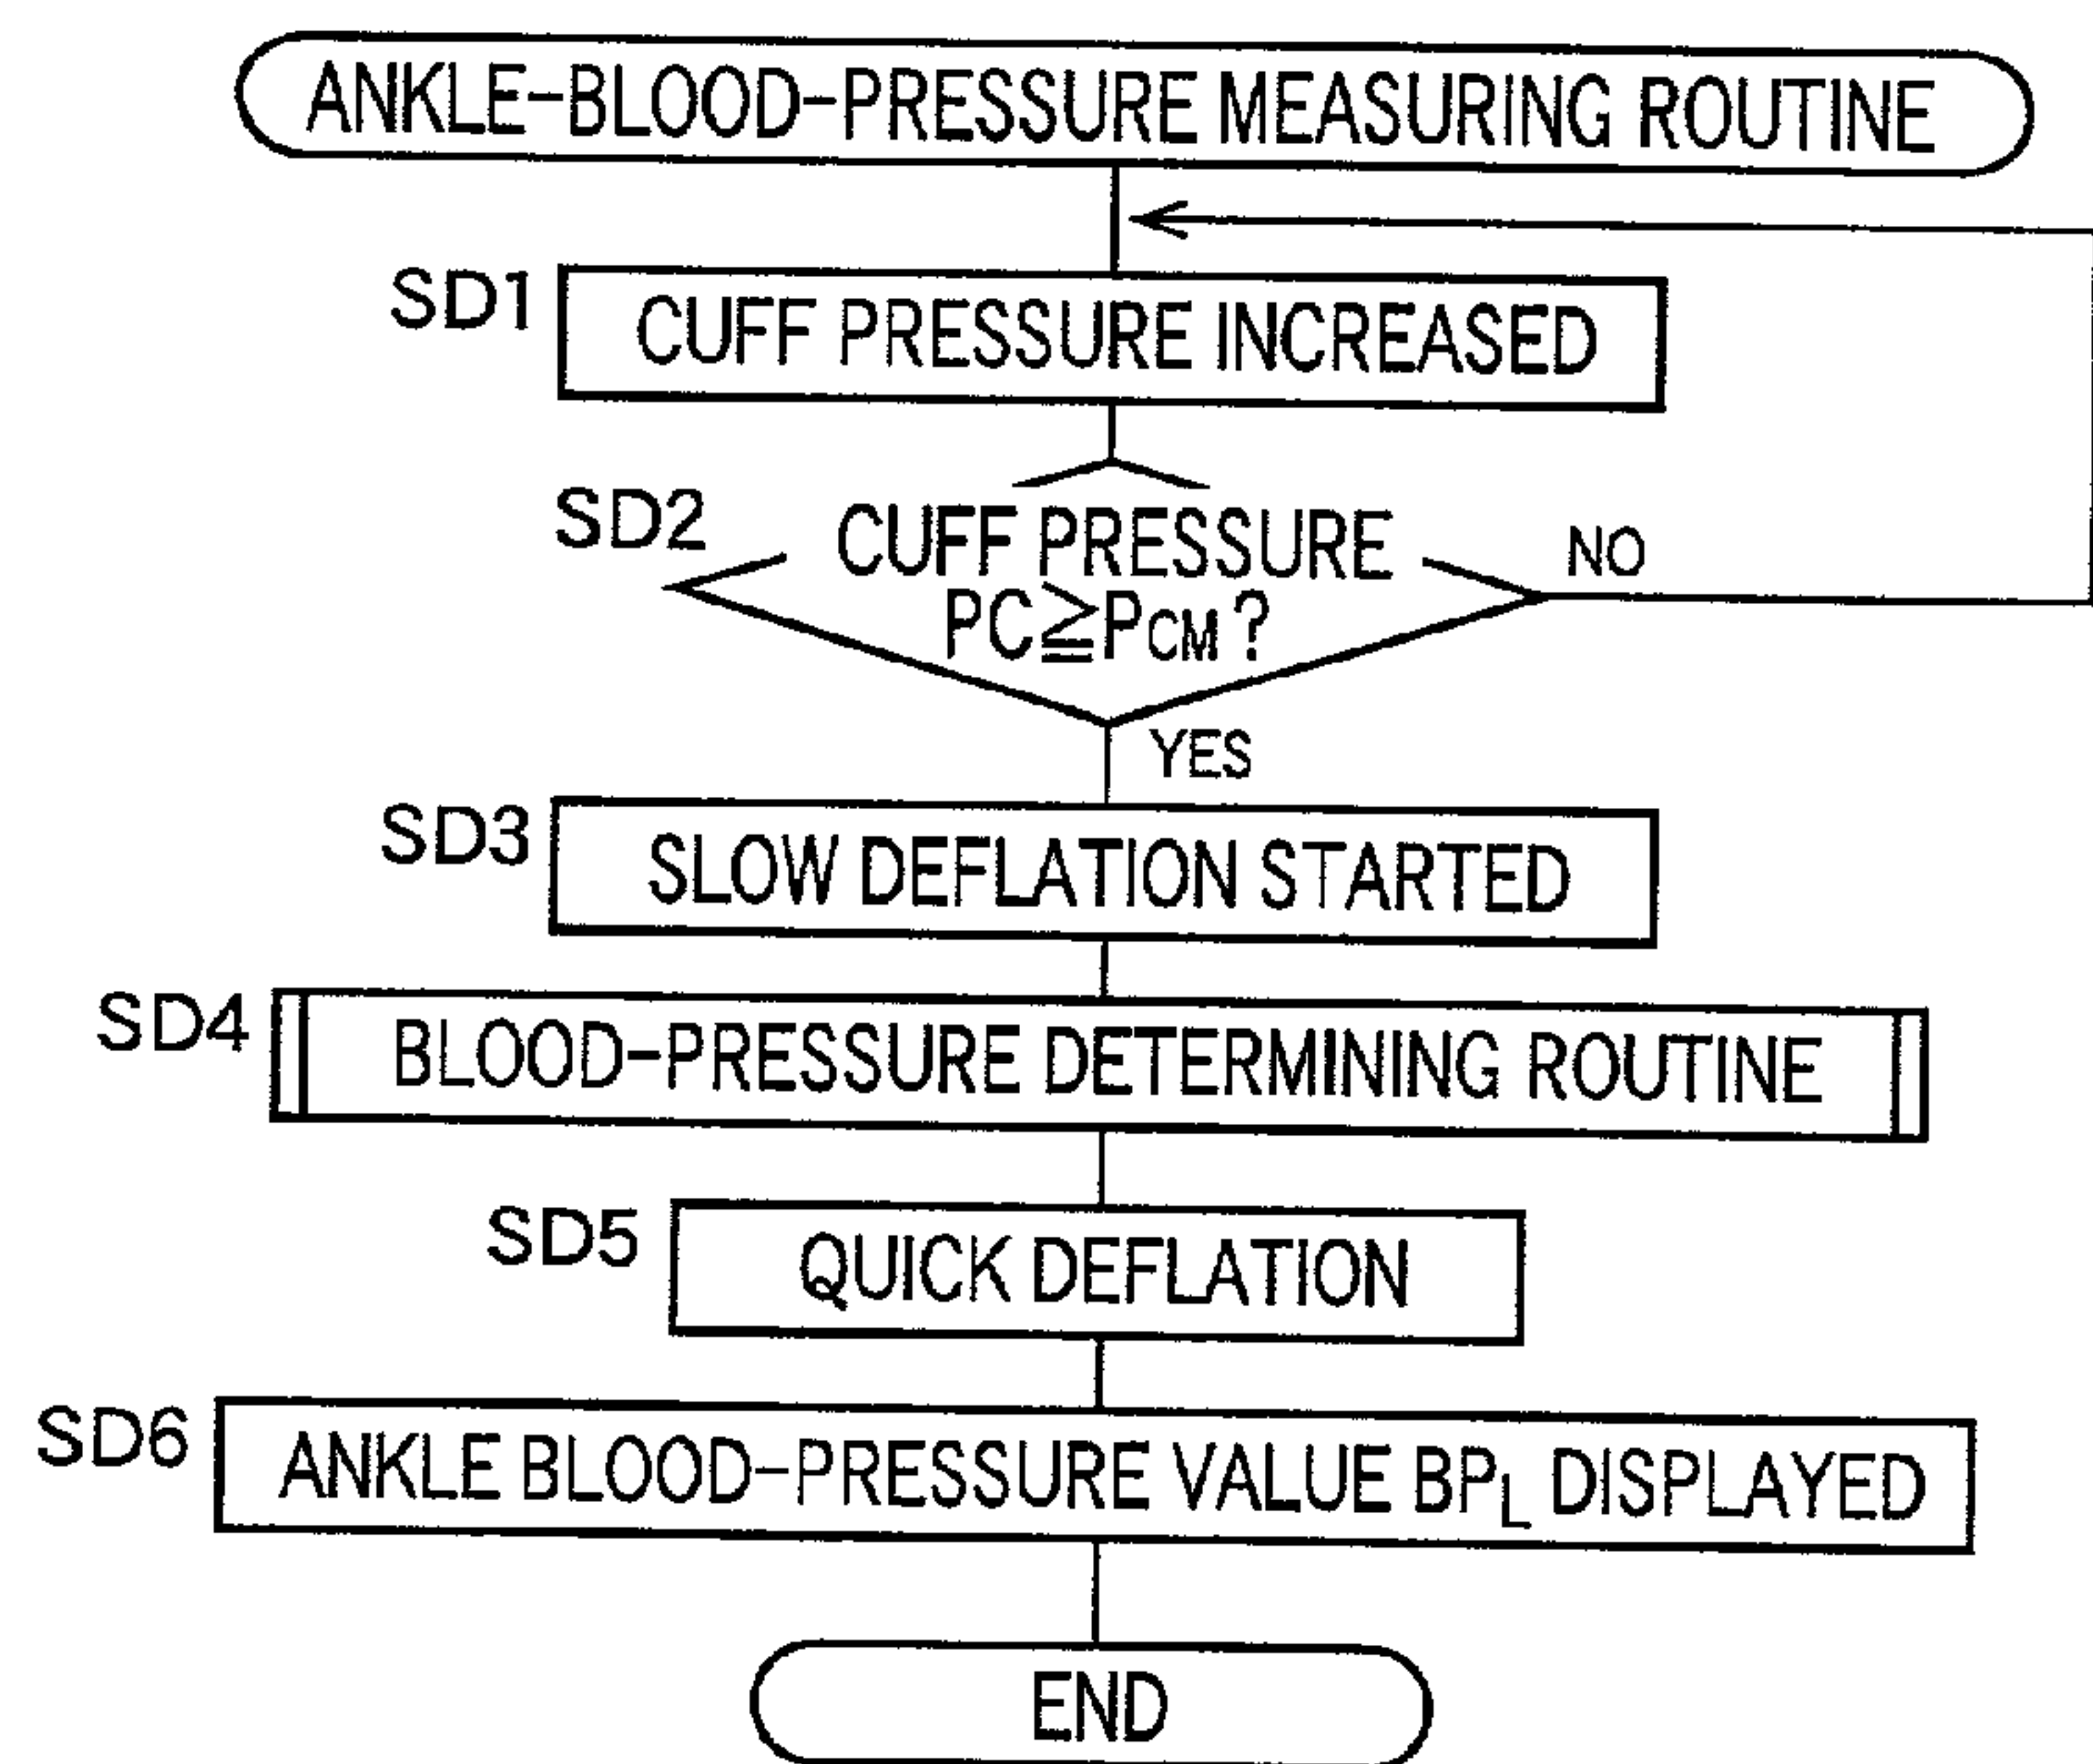 ANKLE-BLOOD-PRESSURE MEASURING ROUTINE
SD1
CUFF PRESSURE INCREASED
SD2
CUFF PRESSURE
PC≧PCM?
NO
YES
SD3
SLOW DEFLATION STARTED
SD4
BLOOD-PRESSURE DETERMINING ROUTINE
SD5
QUICK DEFLATION
SD6
ANKLE BLOOD-PRESSURE VALUE BPL DISPLAYED
END